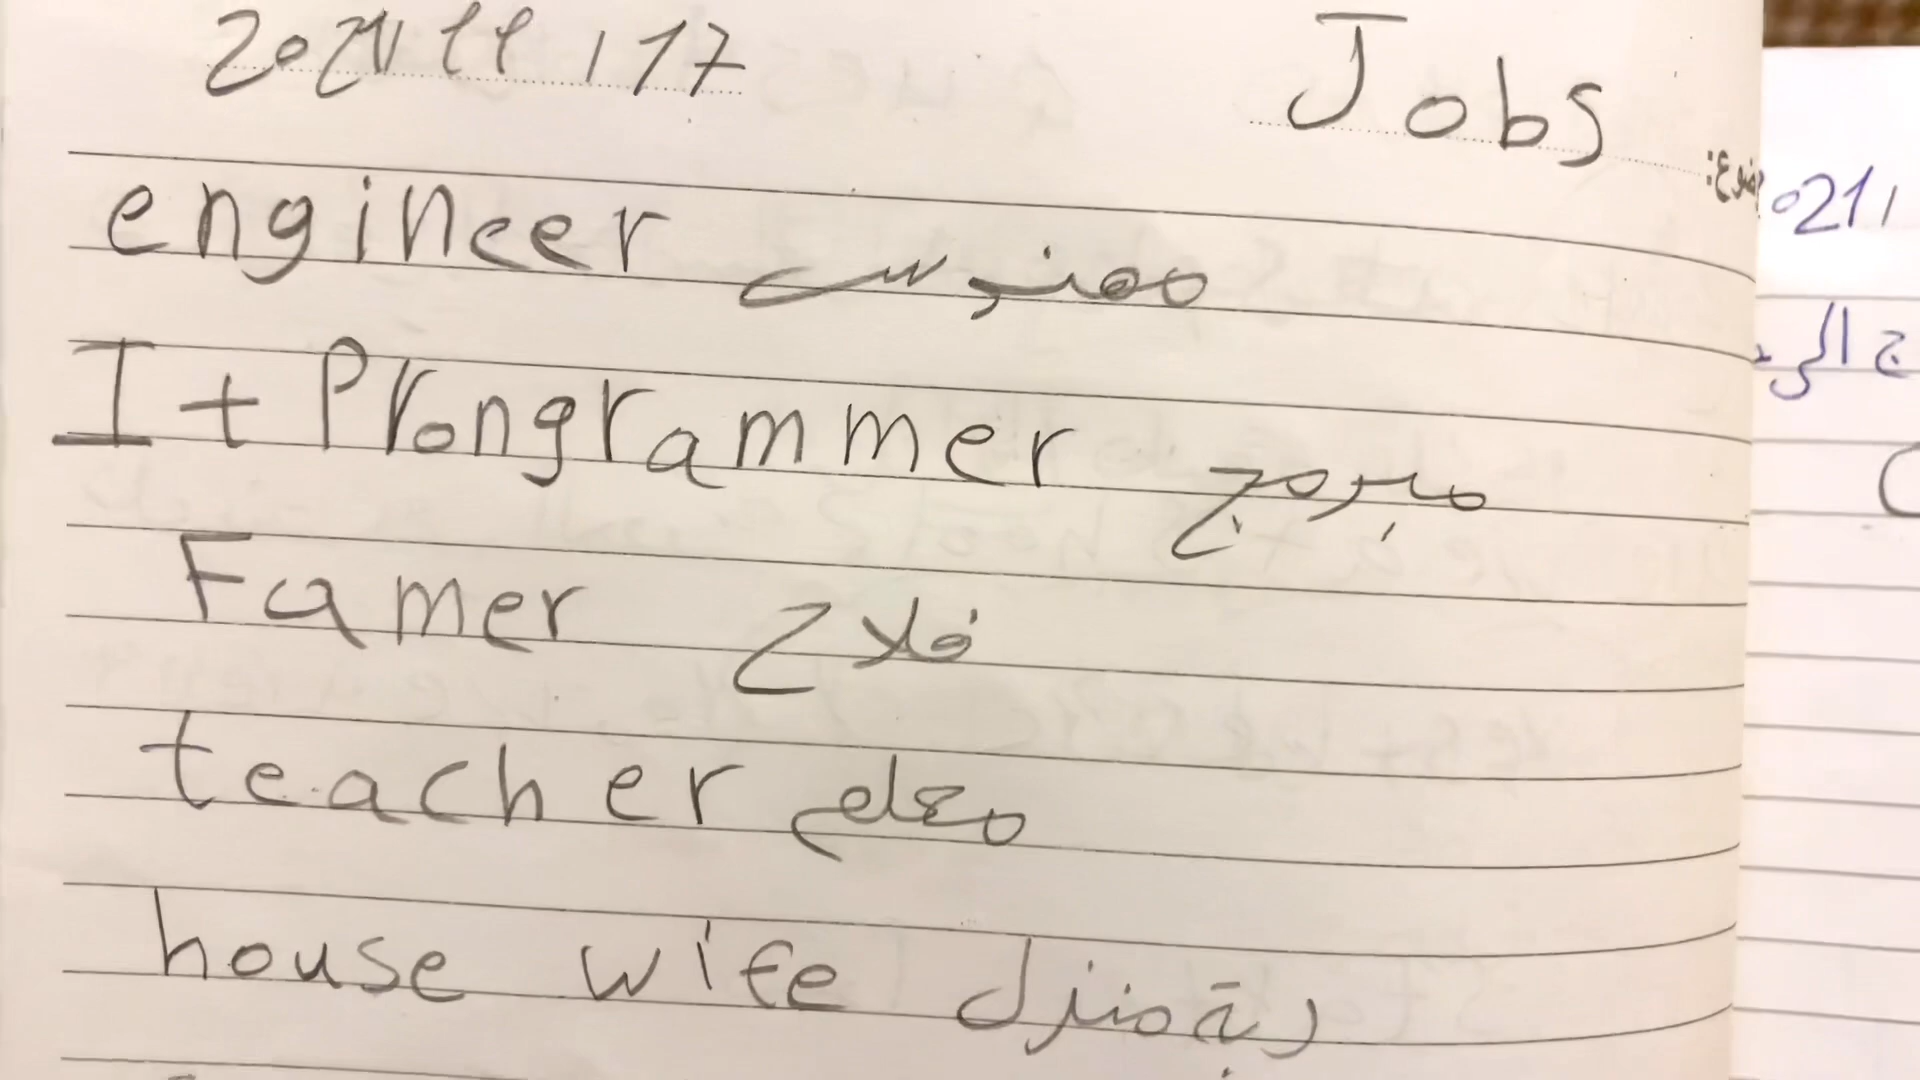 2021/11/17 Jobs
engineer مهندس
It Prongrammer مبرمج
Famer فلاح
teacher معلم
house wife ربة منزل